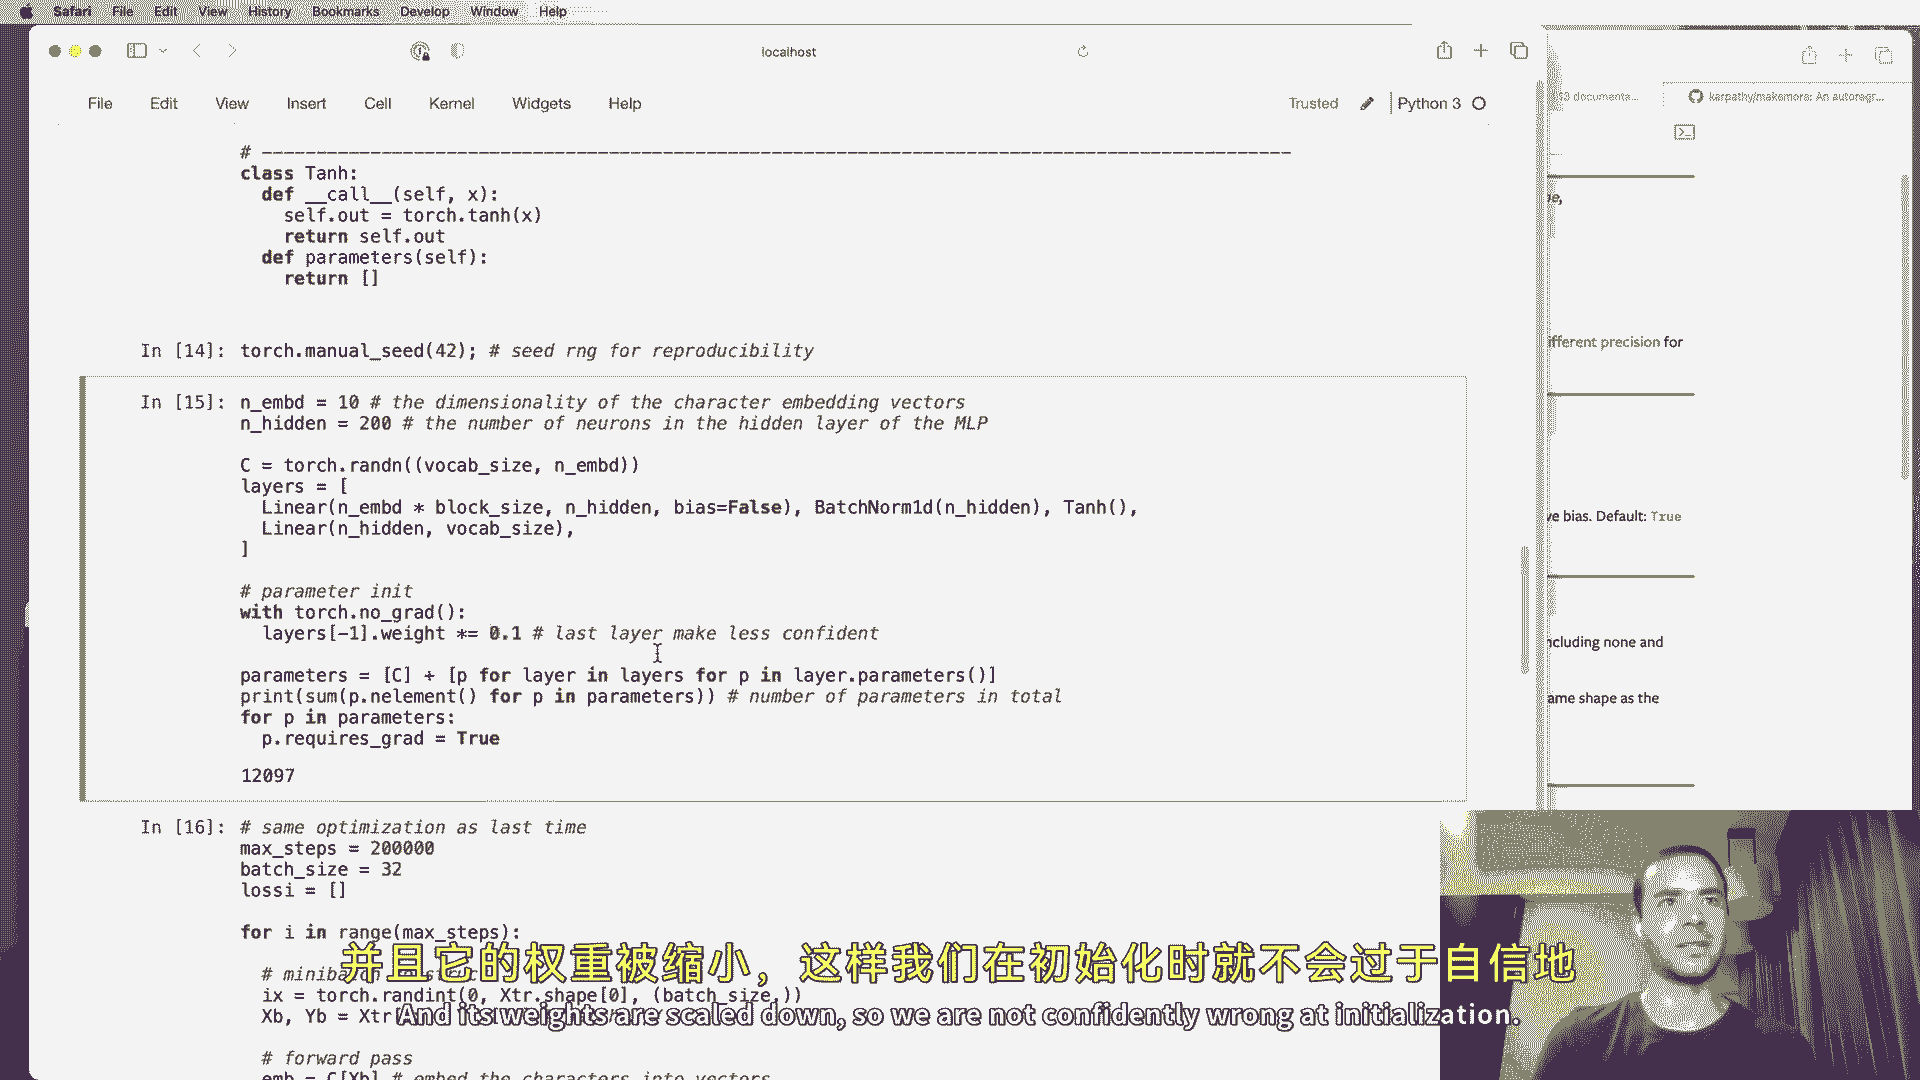 Safari File Edit View History Bookmarks Develop Window Help
localhost
File Edit View Insert Cell Kernel Widgets Help
Trusted Python 3
karpathy/makemore: An autoregr...
# ------------------------------------------------------------
class Tanh:
def __call__(self, x):
self.out = torch.tanh(x)
return self.out
def parameters(self):
return []
In [14]: torch.manual_seed(42); # seed rng for reproducibility
In [15]: n_embd = 10 # the dimensionality of the character embedding vectors
n_hidden = 200 # the number of neurons in the hidden layer of the MLP
C = torch.randn((vocab_size, n_embd))
layers = [
Linear(n_embd * block_size, n_hidden, bias=False), BatchNorm1d(n_hidden), Tanh(),
Linear(n_hidden, vocab_size),
]
# parameter init
with torch.no_grad():
layers[-1].weight *= 0.1 # last layer make less confident
parameters = [C] + [p for layer in layers for p in layer.parameters()]
print(sum(p.nelement() for p in parameters)) # number of parameters in total
for p in parameters:
p.requires_grad = True
12097
In [16]: # same optimization as last time
max_steps = 200000
batch_size = 32
lossi = []
for i in range(max_steps):
# minibatch
ix = torch.randint(0, Xtr.shape[0], (batch_size,))
Xb, Yb = Xtr
# forward pass
emb = C[Xb] # embed the characters into vectors
different precision for
ve bias. Default: True
including none and
same shape as the
并且它的权重被缩小，这样我们在初始化时就不会过于自信地
And its weights are scaled down, so we are not confidently wrong at initialization.